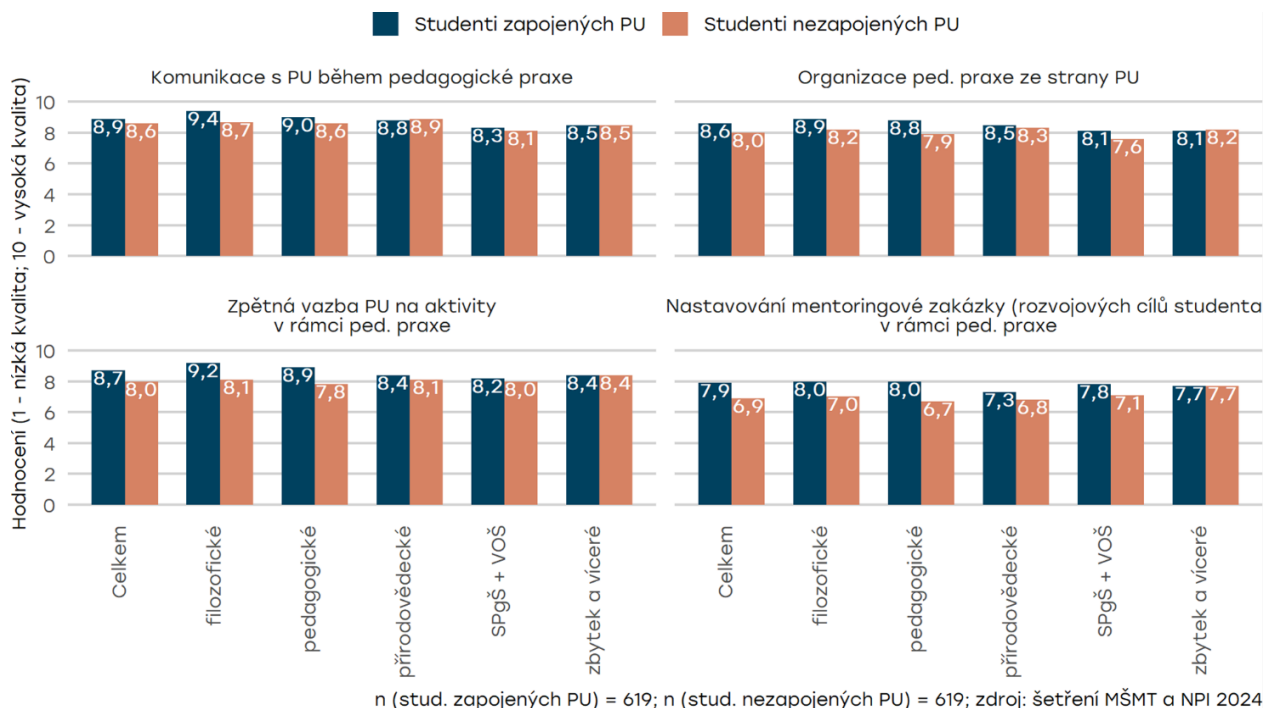 Studenti zapojených PU Studenti nezapojených PU
Hodnocení (1 - nízká kvalita; 10 - vysoká kvalita)
Komunikace s PU během pedagogické praxe
10
8
6
4
2
0
8,9 8,6 9,4 8,7 9,0 8,6 8,8 8,9 8,3 8,1 8,5 8,5
Organizace ped. praxe ze strany PU
8,6 8,0 8,9 8,2 8,8 7,9 8,5 8,3 8,1 7,6 8,1 8,2
Zpětná vazba PU na aktivity
v rámci ped. praxe
10
8
6
4
2
0
8,7 8,0 9,2 8,1 8,9 7,8 8,4 8,1 8,2 8,0 8,4 8,4
Nastavování mentoringové zakázky (rozvojových cílů studenta
v rámci ped. praxe
7,9 6,9 8,0 7,0 8,0 6,7 7,3 6,8 7,8 7,1 7,7 7,7
Celkem
filozofické
pedagogické
přírodovědecké
SPgŠ + VOŠ
zbytek a víceré
Celkem
filozofické
pedagogické
přírodovědecké
SPgŠ + VOŠ
zbytek a víceré
n (stud. zapojených PU) = 619; n (stud. nezapojených PU) = 619; zdroj: šetření MŠMT a NPI 2024